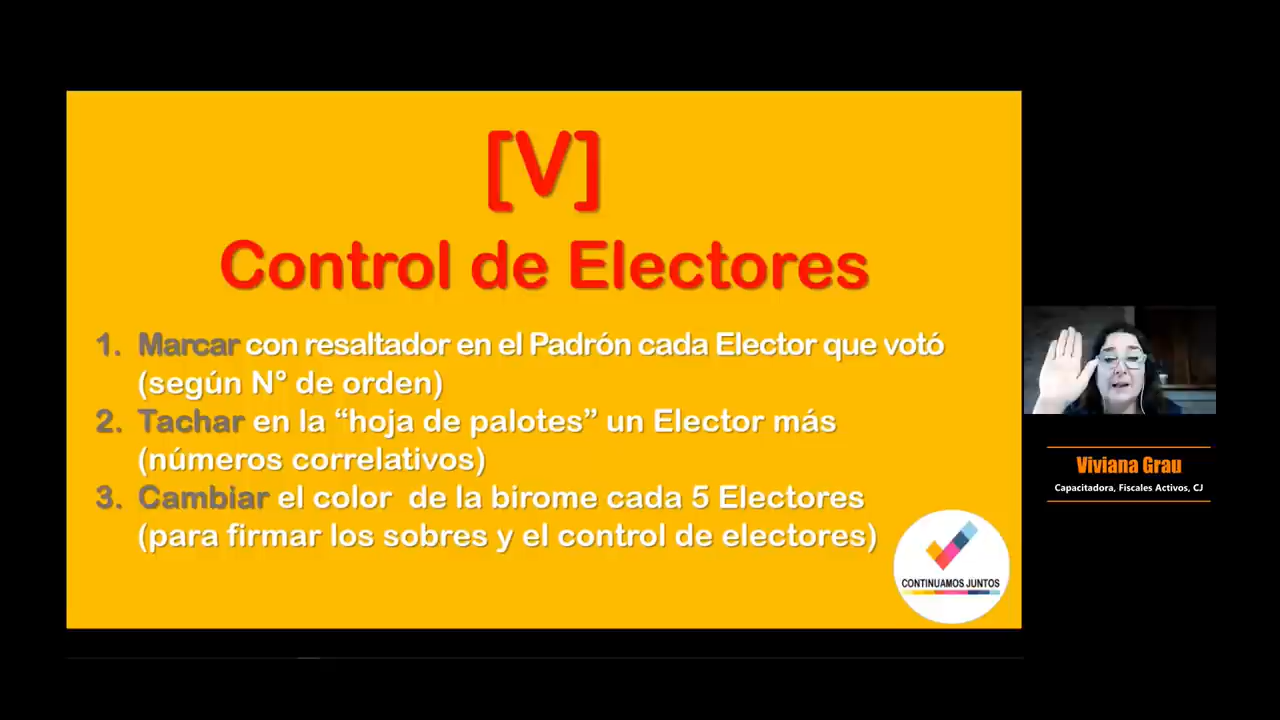 [V]
Control de Electores
1. Marcar con resaltador en el Padrón cada Elector que votó
(según N° de orden)
2. Tachar en la “hoja de palotes” un Elector más
(números correlativos)
3. Cambiar el color de la birome cada 5 Electores
(para firmar los sobres y el control de electores)
CONTINUAMOS JUNTOS
Viviana Grau
Capacitadora, Fiscales Activos, CJ